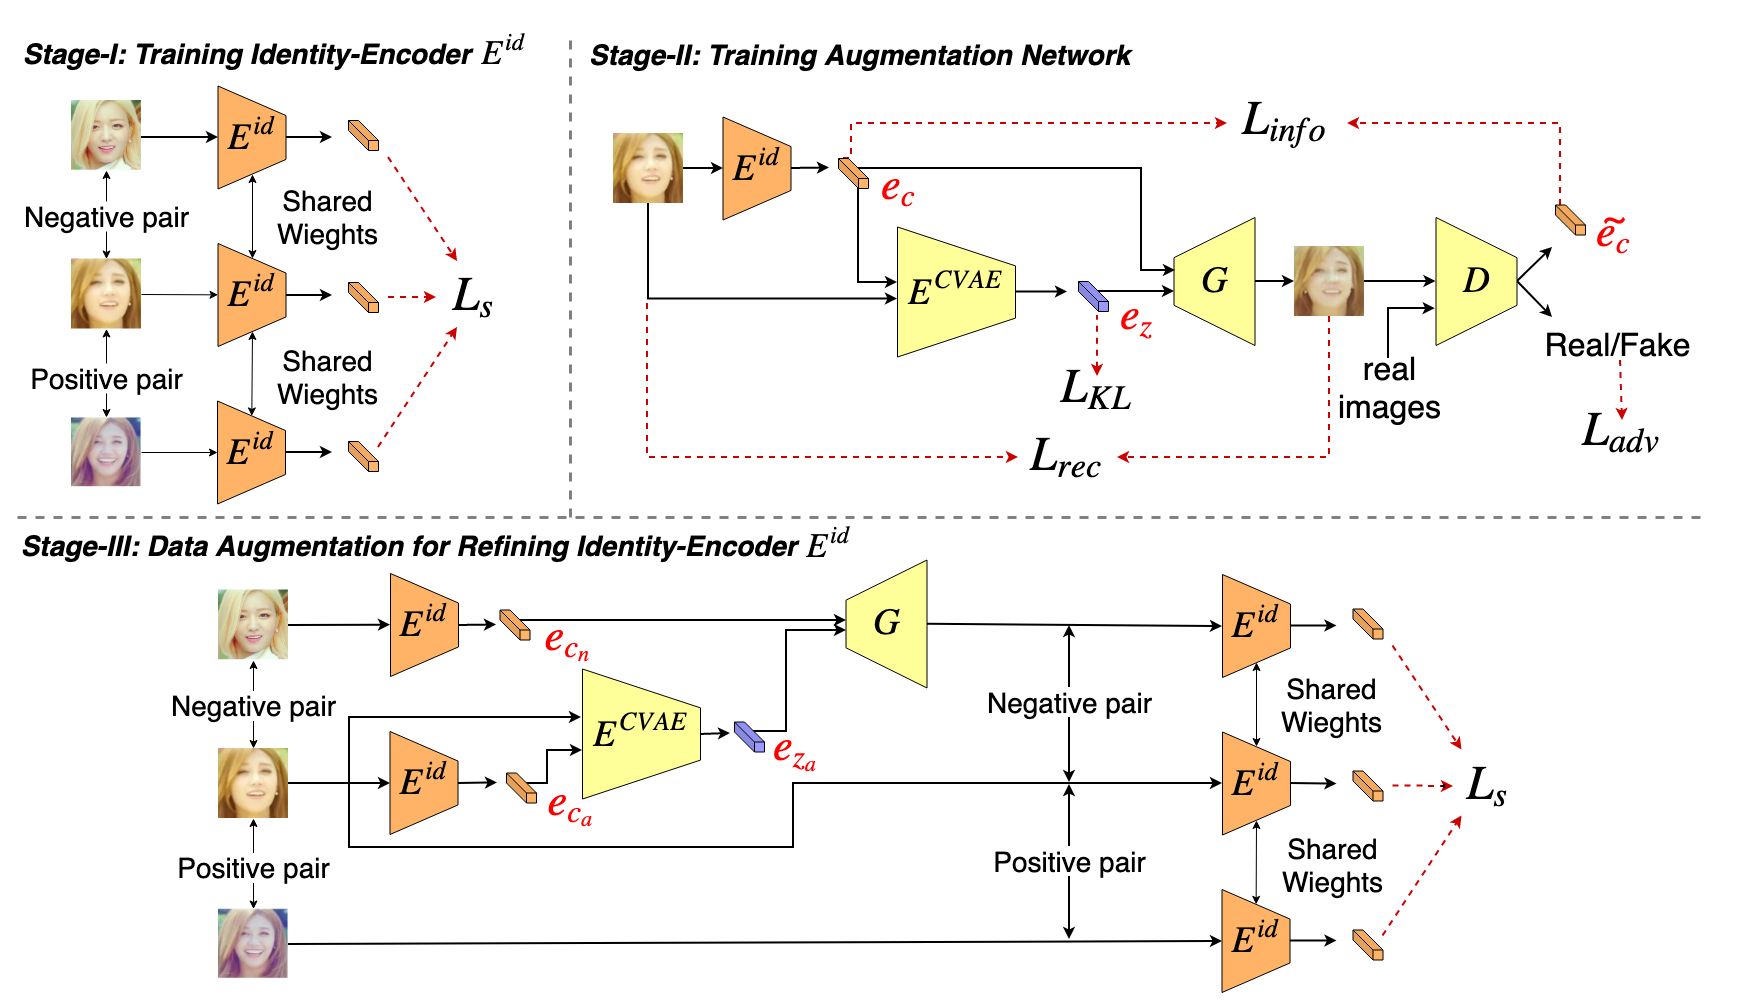 Stage-I: Training Identity-Encoder E^{id}
E^{id}
Negative pair
Shared
Wieghts
E^{id}
L_s
Positive pair
Shared
Wieghts
E^{id}
Stage-II: Training Augmentation Network
L_{info}
E^{id}
e_c
E^{CVAE}
e_z
G
D
\tilde{e_c}
Real/Fake
real
images
L_{KL}
L_{adv}
L_{rec}
Stage-III: Data Augmentation for Refining Identity-Encoder E^{id}
E^{id}
e_{c_n}
G
E^{id}
Negative pair
E^{CVAE}
e_{z_a}
Negative pair
Shared
Wieghts
E^{id}
e_{c_a}
E^{id}
L_s
Positive pair
Positive pair
Shared
Wieghts
E^{id}